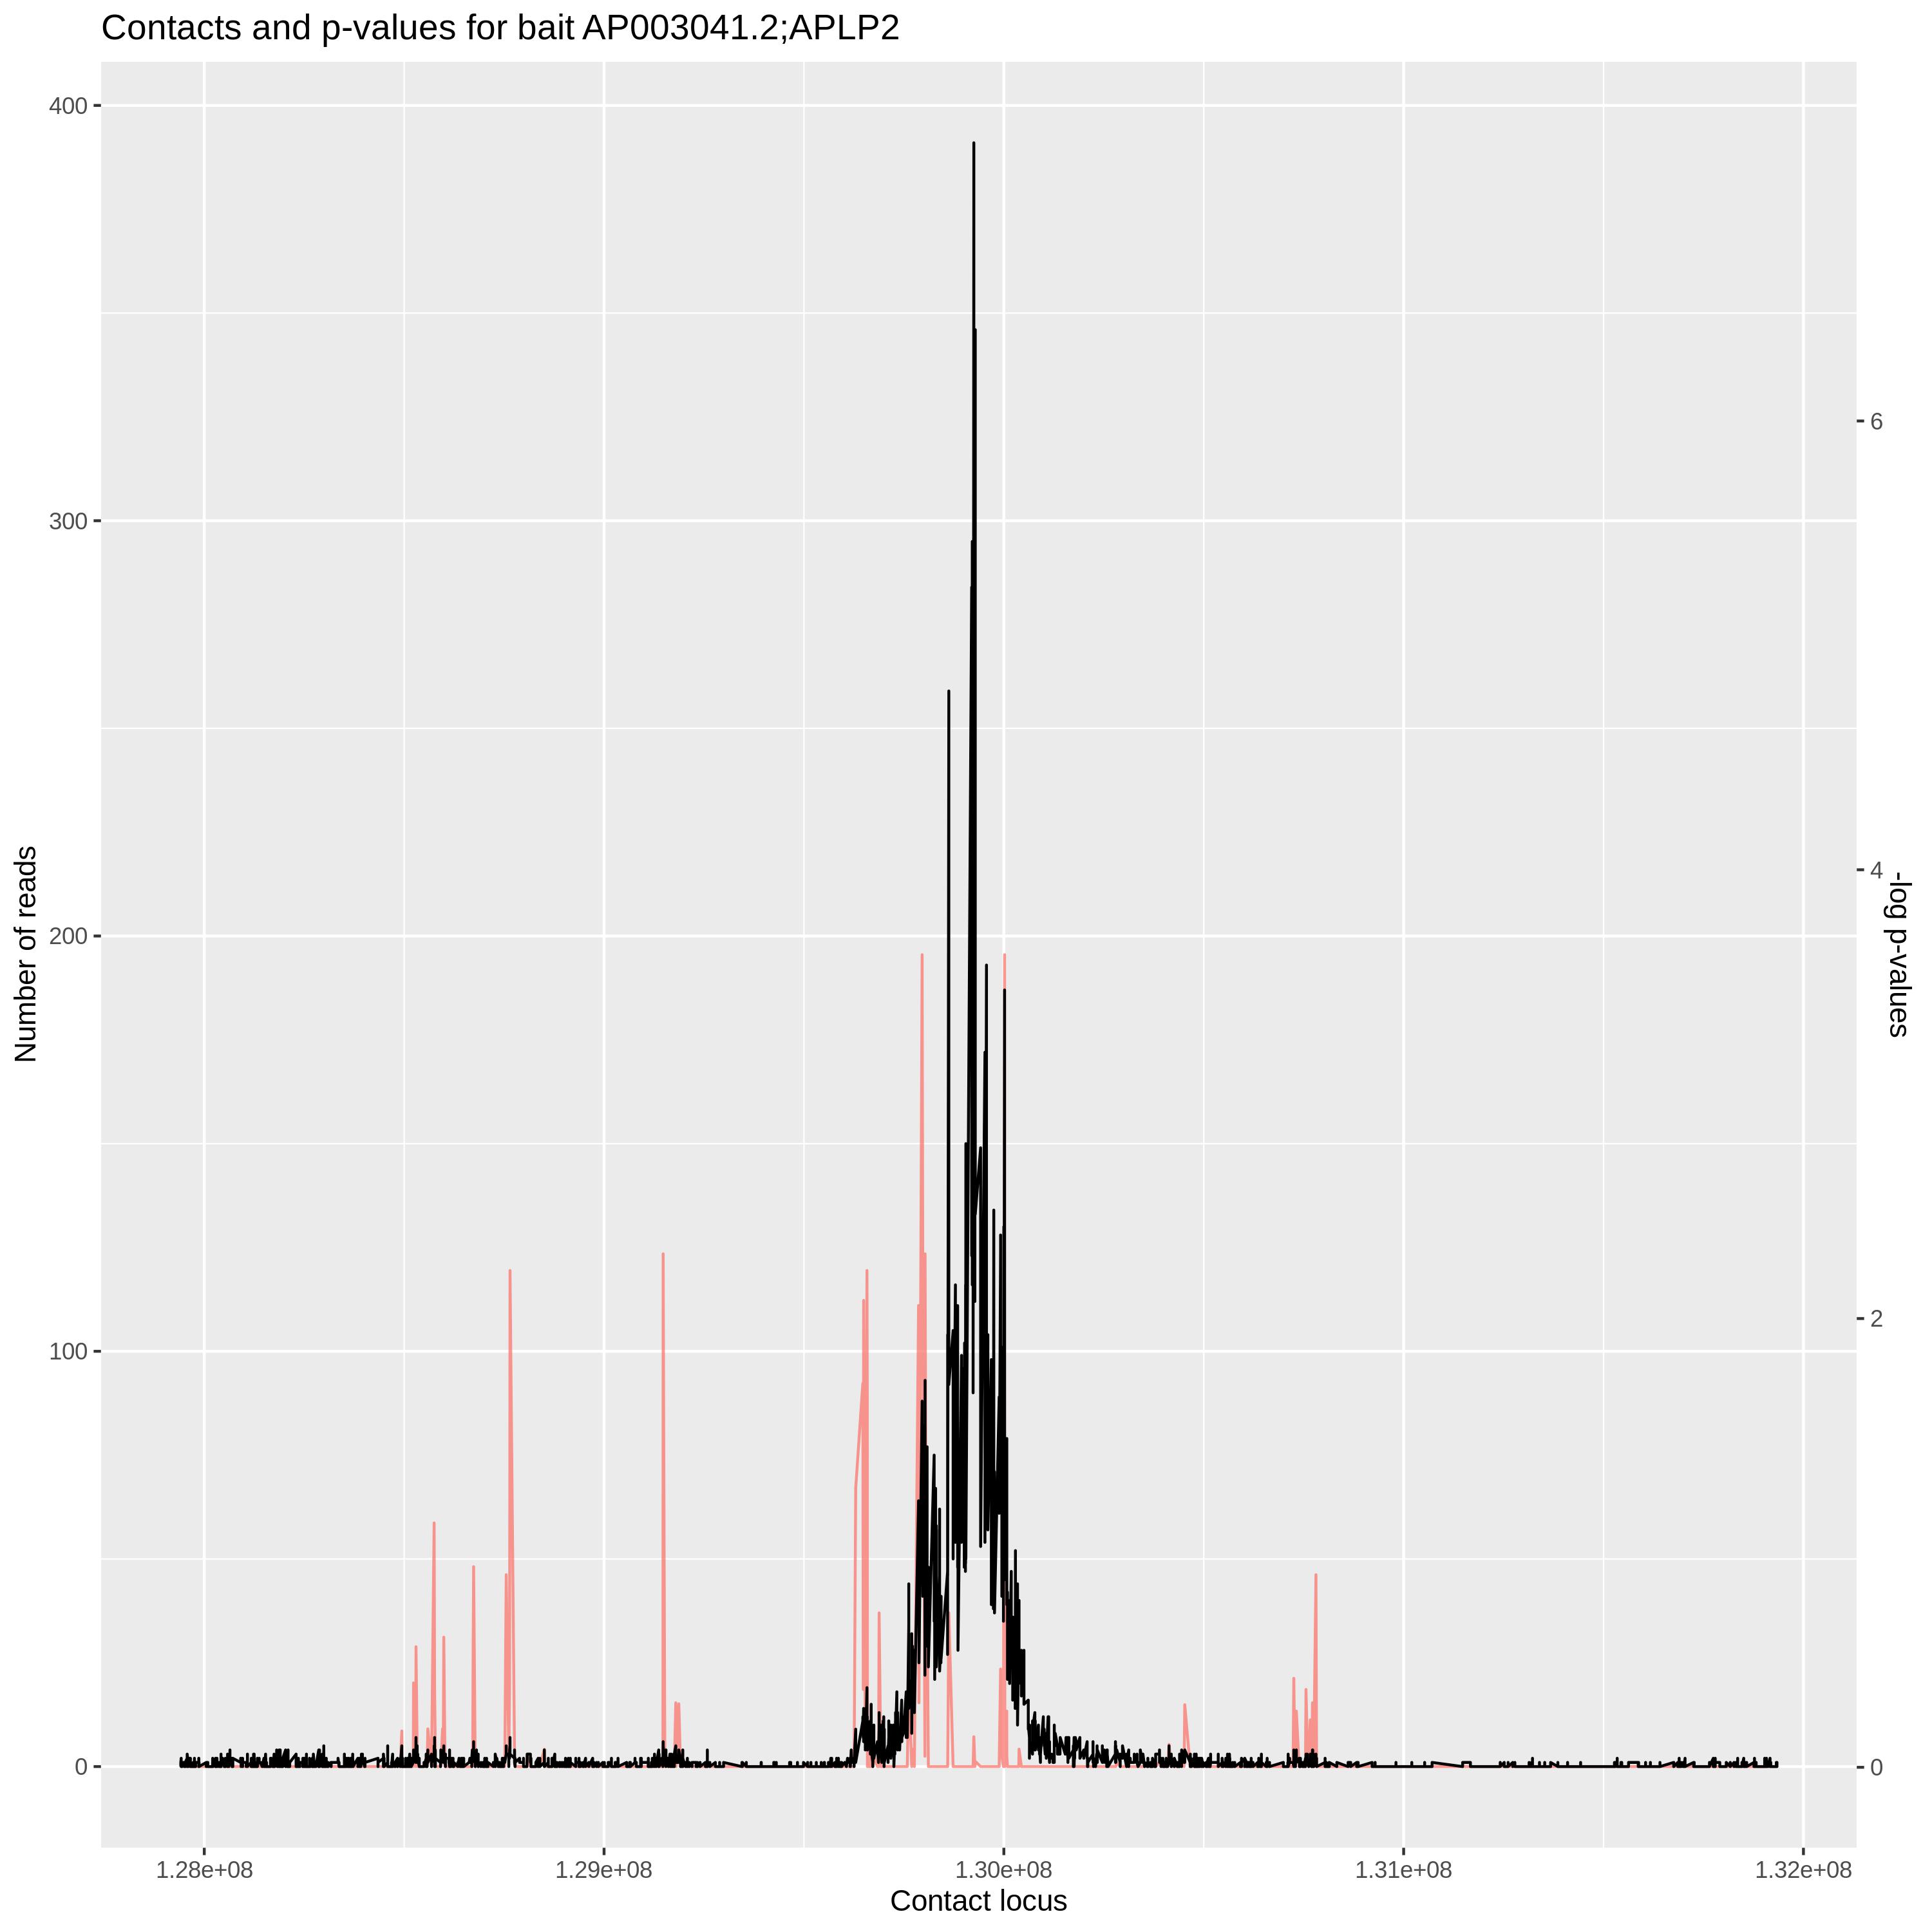 Contacts and p-values for bait AP003041.2;APLP2
400
300
200
100
0
Number of reads
6
4
2
0
-log p-values
1.28e+08
1.29e+08
1.30e+08
1.31e+08
1.32e+08
Contact locus